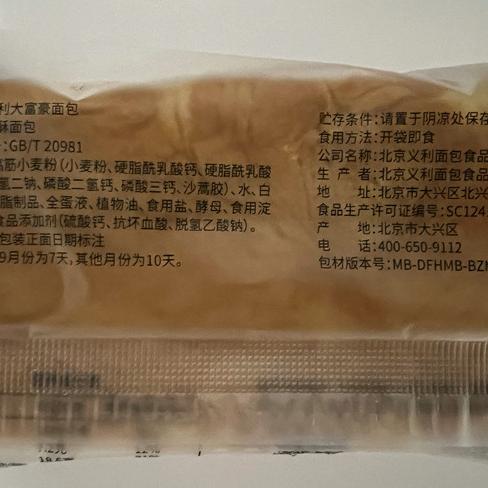 利大富豪面包
酥面包
:GB/T 20981
高筋小麦粉(小麦粉、硬脂酰乳酸钙、硬脂酰乳酸
氢二钠、磷酸二氢钙、磷酸三钙、沙蒿胶)、水、白
脂制品、全蛋液、植物油、食用盐、酵母、食用淀
食品添加剂(硫酸钙、抗坏血酸、脱氢乙酸钠)。
包装正面日期标注
9月份为7天,其他月份为10天。
贮存条件:请置于阴凉处保存
食用方法:开袋即食
公司名称:北京义利面包食品
生产者:北京义利面包食品
地址:北京市大兴区北兴
食品生产许可证编号:SC1241
产地:北京市大兴区
电话:400-650-9112
包材版本号:MB-DFHMB-BZM